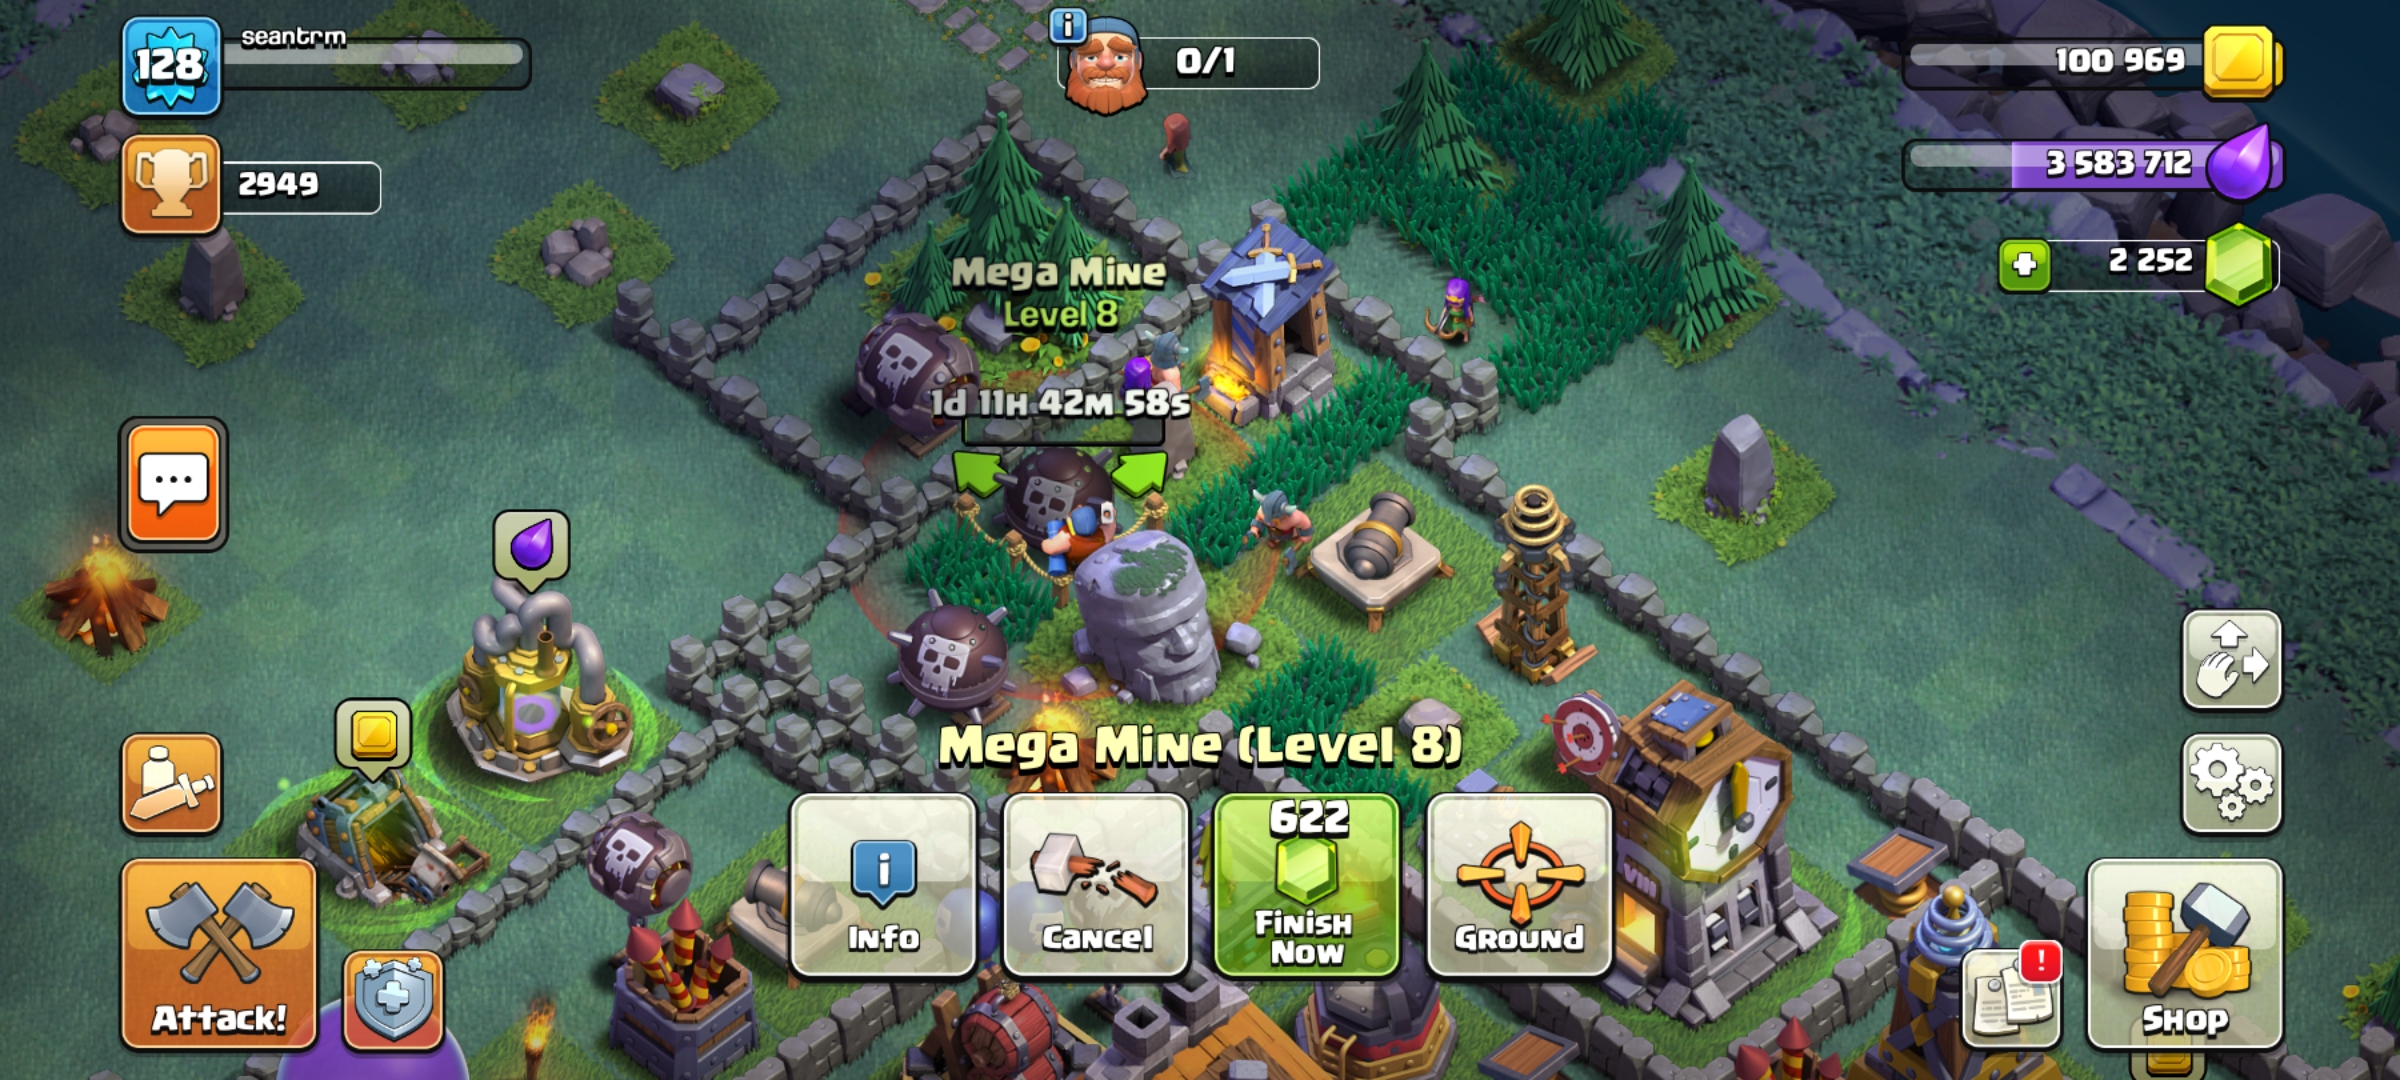 128
seantrm
0/1
100 969
2949
3 583 712
2 252
Mega Mine
Level 8
1d 11H 42M 58s
Mega Mine (Level 8)
622
Info
Cancel
Finish
Now
Ground
VIII
Attack!
!
Shop